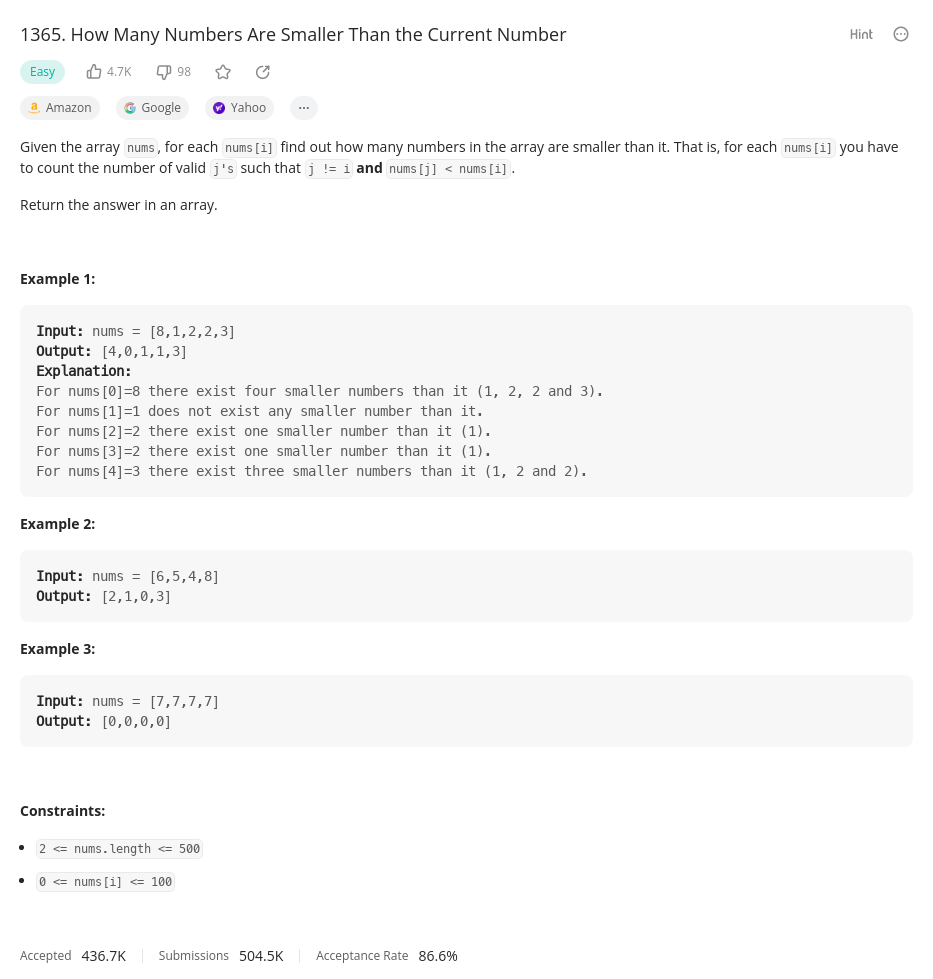 1365. How Many Numbers Are Smaller Than the Current Number Hint
Easy 4.7K 98
Amazon Google Yahoo ...
Given the array nums, for each nums[i] find out how many numbers in the array are smaller than it. That is, for each nums[i] you have
to count the number of valid j's such that j != i and nums[j] < nums[i].
Return the answer in an array.
Example 1:
Input: nums = [8,1,2,2,3]
Output: [4,0,1,1,3]
Explanation:
For nums[0]=8 there exist four smaller numbers than it (1, 2, 2 and 3).
For nums[1]=1 does not exist any smaller number than it.
For nums[2]=2 there exist one smaller number than it (1).
For nums[3]=2 there exist one smaller number than it (1).
For nums[4]=3 there exist three smaller numbers than it (1, 2 and 2).
Example 2:
Input: nums = [6,5,4,8]
Output: [2,1,0,3]
Example 3:
Input: nums = [7,7,7,7]
Output: [0,0,0,0]
Constraints:
2 <= nums.length <= 500
0 <= nums[i] <= 100
Accepted 436.7K Submissions 504.5K Acceptance Rate 86.6%